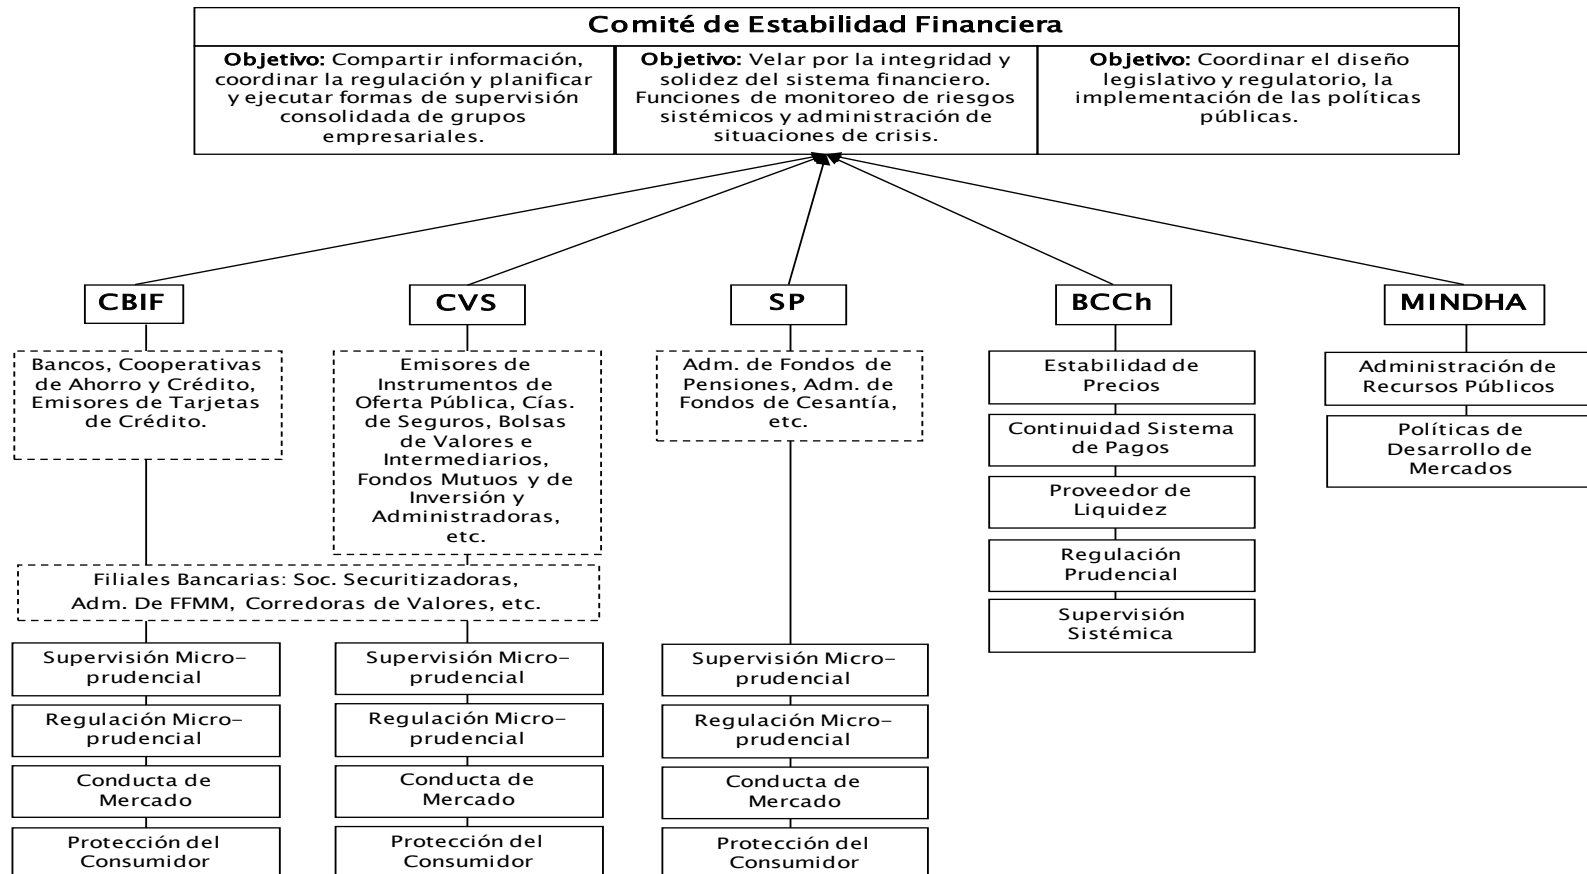 Comité de Estabilidad Financiera
Objetivo: Compartir información,
coordinar la regulación y planificar
y ejecutar formas de supervisión
consolidada de grupos
empresariales.
Objetivo: Velar por la integridad y
solidez del sistema financiero.
Funciones de monitoreo de riesgos
sistémicos y administración de
situaciones de crisis.
Objetivo: Coordinar el diseño
legislativo y regulatorio, la
implementación de las políticas
públicas.
CBIF
Bancos, Cooperativas
de Ahorro y Crédito,
Emisores de Tarjetas
de Crédito.
CVS
Emisores de
Instrumentos de
Oferta Pública, Cías.
de Seguros, Bolsas
de Valores e
Intermediarios,
Fondos Mutuos y de
Inversión y
Administradoras,
etc.
Filiales Bancarias: Soc. Securitizadoras,
Adm. De FFMM, Corredoras de Valores, etc.
Supervisión Micro-
prudencial
Regulación Micro-
prudencial
Conducta de
Mercado
Protección del
Consumidor
Supervisión Micro-
prudencial
Regulación Micro-
prudencial
Conducta de
Mercado
Protección del
Consumidor
SP
Adm. de Fondos de
Pensiones, Adm. de
Fondos de Cesantía,
etc.
Supervisión Micro-
prudencial
Regulación Micro-
prudencial
Conducta de
Mercado
Protección del
Consumidor
BCCh
Estabilidad de
Precios
Continuidad Sistema
de Pagos
Proveedor de
Liquidez
Regulación
Prudencial
Supervisión
Sistémica
MINDHA
Administración de
Recursos Públicos
Políticas de
Desarrollo de
Mercados